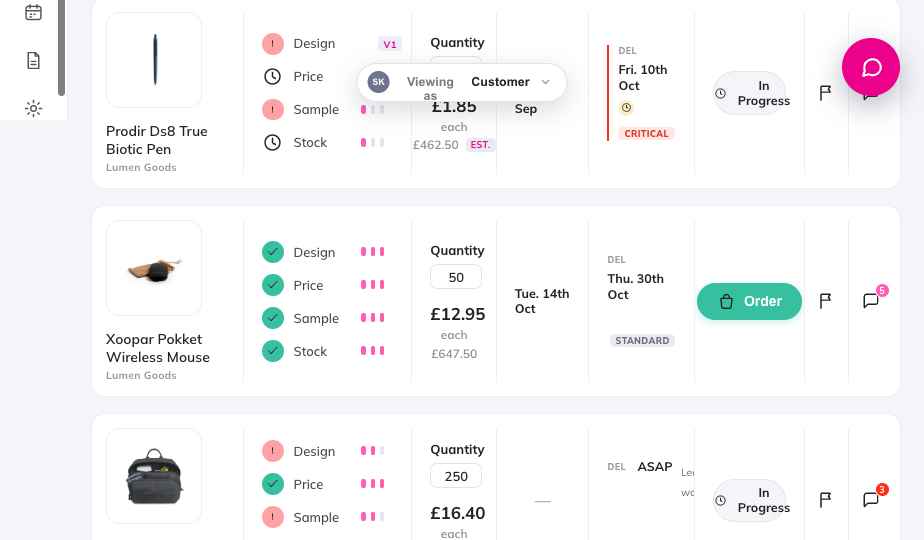 Design
V1
Price
Sample
Stock
Prodir Ds8 True
Biotic Pen
Lumen Goods
Quantity
SK
Viewing
as
Customer
£1.85
each
£462.50
EST.
Sep
DEL
Fri. 10th
Oct
CRITICAL
In
Progress
Design
Price
Sample
Stock
Xoopar Pokket
Wireless Mouse
Lumen Goods
Quantity
50
£12.95
each
£647.50
Tue. 14th
Oct
DEL
Thu. 30th
Oct
STANDARD
Order
5
Design
Price
Sample
Quantity
250
£16.40
each
—
DEL
ASAP
In
Progress
3